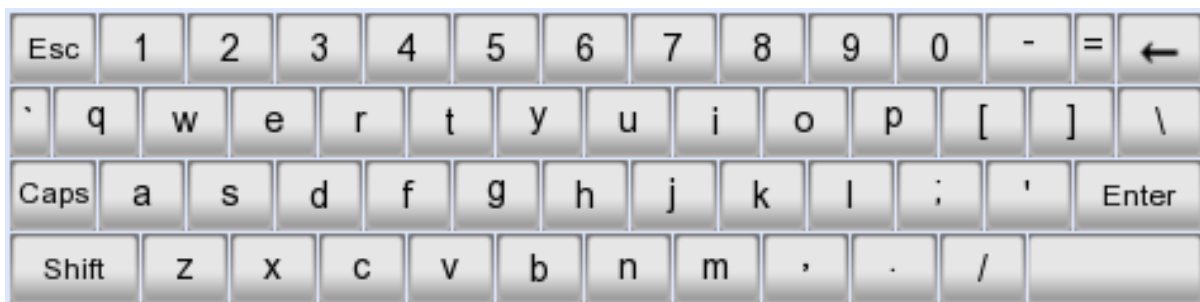 Esc 1 2 3 4 5 6 7 8 9 0 - = ←
` q w e r t y u i o p [ ] \
Caps a s d f g h j k l ; ' Enter
Shift z x c v b n m , . /